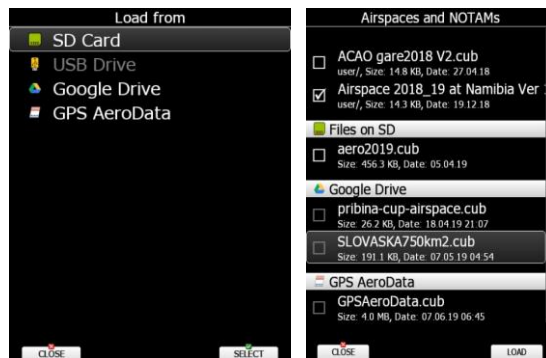 Load from
SD Card
USB Drive
Google Drive
GPS AeroData
CLOSE
SELECT
Airspaces and NOTAMs
ACAO gare2018 V2.cub
user/, Size: 14.8 KB, Date: 27.04.18
Airspace 2018_19 at Namibia Ver
user/, Size: 14.3 KB, Date: 19.12.18
Files on SD
aero2019.cub
Size: 456.3 KB, Date: 05.04.19
Google Drive
pribina-cup-airspace.cub
Size: 26.2 KB, Date: 18.04.19 21:07
SLOVASKA750km2.cub
Size: 191.1 KB, Date: 07.05.19 04:54
GPS AeroData
GPSAeroData.cub
Size: 4.0 MB, Date: 07.06.19 06:45
CLOSE
LOAD